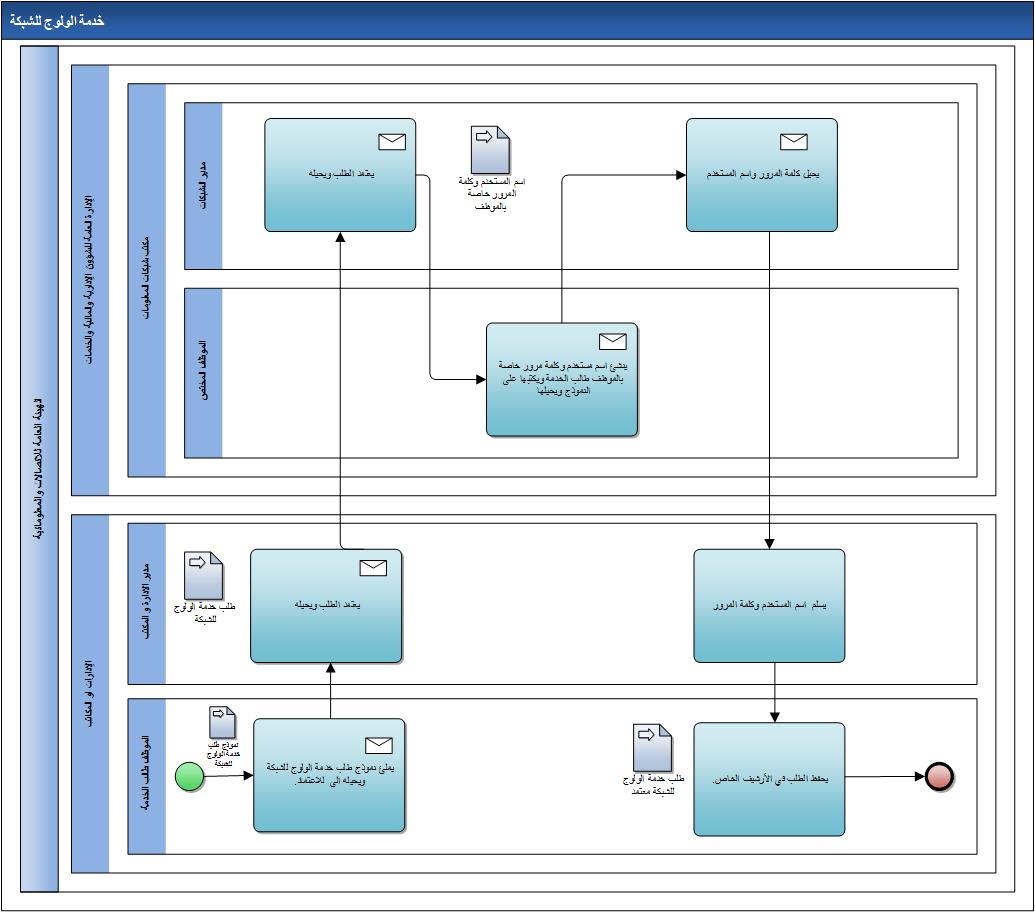 خدمة الولوج للشبكة
الهيئة العامة للاتصالات والمعلوماتية
الإدارة العامة للشؤون الإدارية والمالية والخدمات
مكتب شبكات المعلومات
مدير الشبكات
يعتمد الطلب ويحيله
اسم المستخدم وكلمة
المرور خاصة
بالموظف
يحيل كلمة المرور واسم المستخدم
الموظف المختص
ينشئ اسم مستخدم وكلمة مرور خاصة
بالموظف طالب الخدمة ويكتبها على
النموذج ويحيلها
الإدارات او المكاتب
مدير الادارة و المكتب
طلب خدمة الولوج
للشبكة
يعتمد الطلب ويحيله
يسلم اسم المستخدم وكلمة المرور
الموظف طالب الخدمة
نموذج طلب
خدمة الولوج
للشبكة
يملئ نموذج طلب خدمة الولوج للشبكة
ويحيله الى للاعتماد.
طلب خدمة الولوج
للشبكة معتمد
يحفظ الطلب في الأرشيف الخاص.